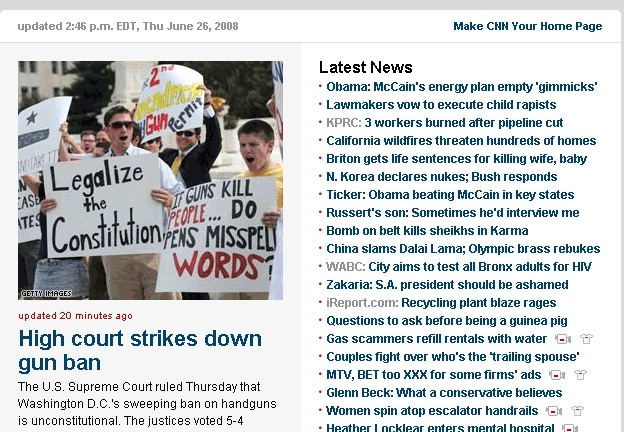 updated 2:46 p.m. EDT, Thu June 26, 2008
Make CNN Your Home Page
2ND
Amendment
GUN
Permit
Legalize
the
Constitution
IF GUNS KILL
PEOPLE... DO
PENS MISSPELL
WORDS?
GETTY IMAGES
updated 20 minutes ago
High court strikes down
gun ban
The U.S. Supreme Court ruled Thursday that
Washington D.C.'s sweeping ban on handguns
is unconstitutional. The justices voted 5-4
Latest News
• Obama: McCain's energy plan empty 'gimmicks'
• Lawmakers vow to execute child rapists
• KPRC: 3 workers burned after pipeline cut
• California wildfires threaten hundreds of homes
• Briton gets life sentences for killing wife, baby
• N. Korea declares nukes; Bush responds
• Ticker: Obama beating McCain in key states
• Russert's son: Sometimes he'd interview me
• Bomb on belt kills sheikhs in Karma
• China slams Dalai Lama; Olympic brass rebukes
• WABC: City aims to test all Bronx adults for HIV
• Zakaria: S.A. president should be ashamed
• iReport.com: Recycling plant blaze rages
• Questions to ask before being a guinea pig
• Gas scammers refill rentals with water
• Couples fight over who's the 'trailing spouse'
• MTV, BET too XXX for some firms' ads
• Glenn Beck: What a conservative believes
• Women spin atop escalator handrails
• Heather Locklear enters mental hospital